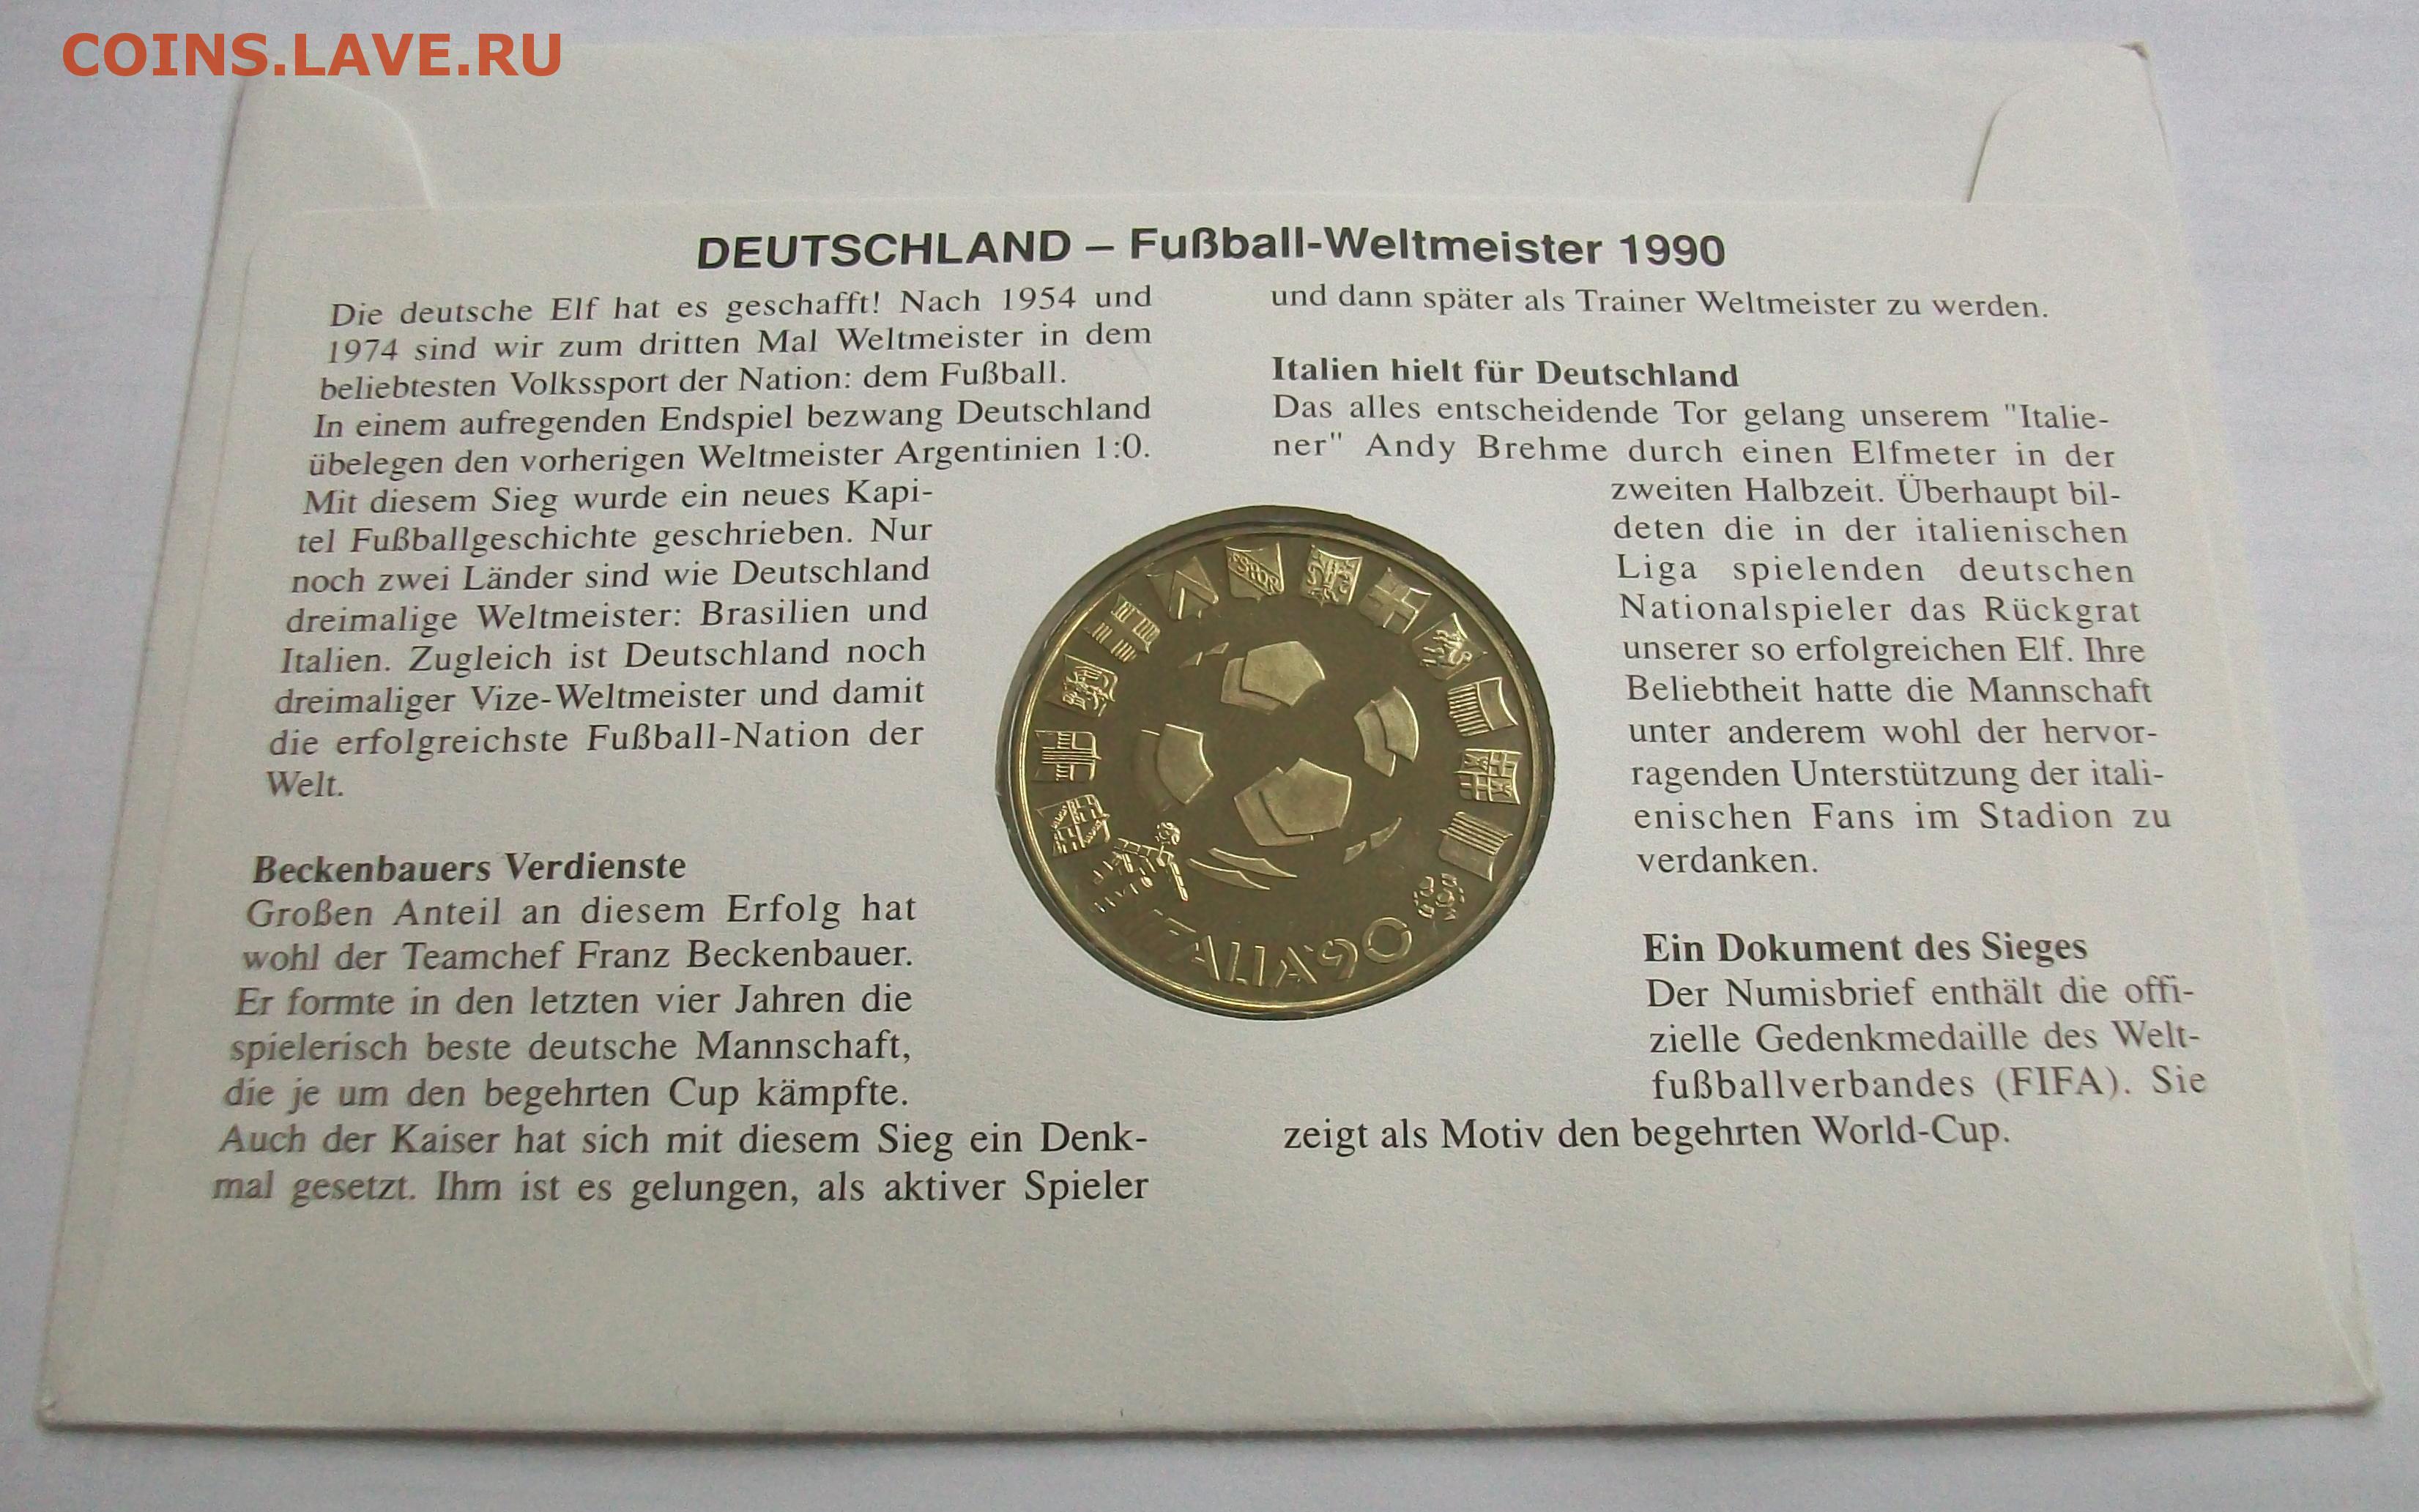 COINS.LAVE.RU
DEUTSCHLAND – Fußball-Weltmeister 1990
Die deutsche Elf hat es geschafft! Nach 1954 und
1974 sind wir zum dritten Mal Weltmeister in dem
beliebtesten Volkssport der Nation: dem Fußball.
In einem aufregenden Endspiel bezwang Deutschland
übelegen den vorherigen Weltmeister Argentinien 1:0.
Mit diesem Sieg wurde ein neues Kapi-
tel Fußballgeschichte geschrieben. Nur
noch zwei Länder sind wie Deutschland
dreimalige Weltmeister: Brasilien und
Italien. Zugleich ist Deutschland noch
dreimaliger Vize-Weltmeister und damit
die erfolgreichste Fußball-Nation der
Welt.
Beckenbauers Verdienste
Großen Anteil an diesem Erfolg hat
wohl der Teamchef Franz Beckenbauer.
Er formte in den letzten vier Jahren die
spielerisch beste deutsche Mannschaft,
die je um den begehrten Cup kämpfte.
Auch der Kaiser hat sich mit diesem Sieg ein Denk-
mal gesetzt. Ihm ist es gelungen, als aktiver Spieler
und dann später als Trainer Weltmeister zu werden.
Italien hielt für Deutschland
Das alles entscheidende Tor gelang unserem "Italie-
ner" Andy Brehme durch einen Elfmeter in der
zweiten Halbzeit. Überhaupt bil-
deten die in der italienischen
Liga spielenden deutschen
Nationalspieler das Rückgrat
unserer so erfolgreichen Elf. Ihre
Beliebtheit hatte die Mannschaft
unter anderem wohl der hervor-
ragenden Unterstützung der itali-
enischen Fans im Stadion zu
verdanken.
Ein Dokument des Sieges
Der Numisbrief enthält die offi-
zielle Gedenkmedaille des Welt-
fußballverbandes (FIFA). Sie
zeigt als Motiv den begehrten World-Cup.
SPQR
ITALIA'90